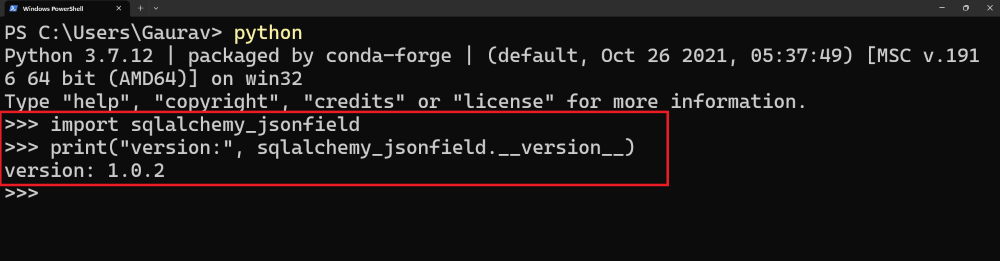 Windows PowerShell
PS C:\Users\Gaurav> python
Python 3.7.12 | packaged by conda-forge | (default, Oct 26 2021, 05:37:49) [MSC v.191
6 64 bit (AMD64)] on win32
Type "help", "copyright", "credits" or "license" for more information.
>>> import sqlalchemy_jsonfield
>>> print("version:", sqlalchemy_jsonfield.__version__)
version: 1.0.2
>>>